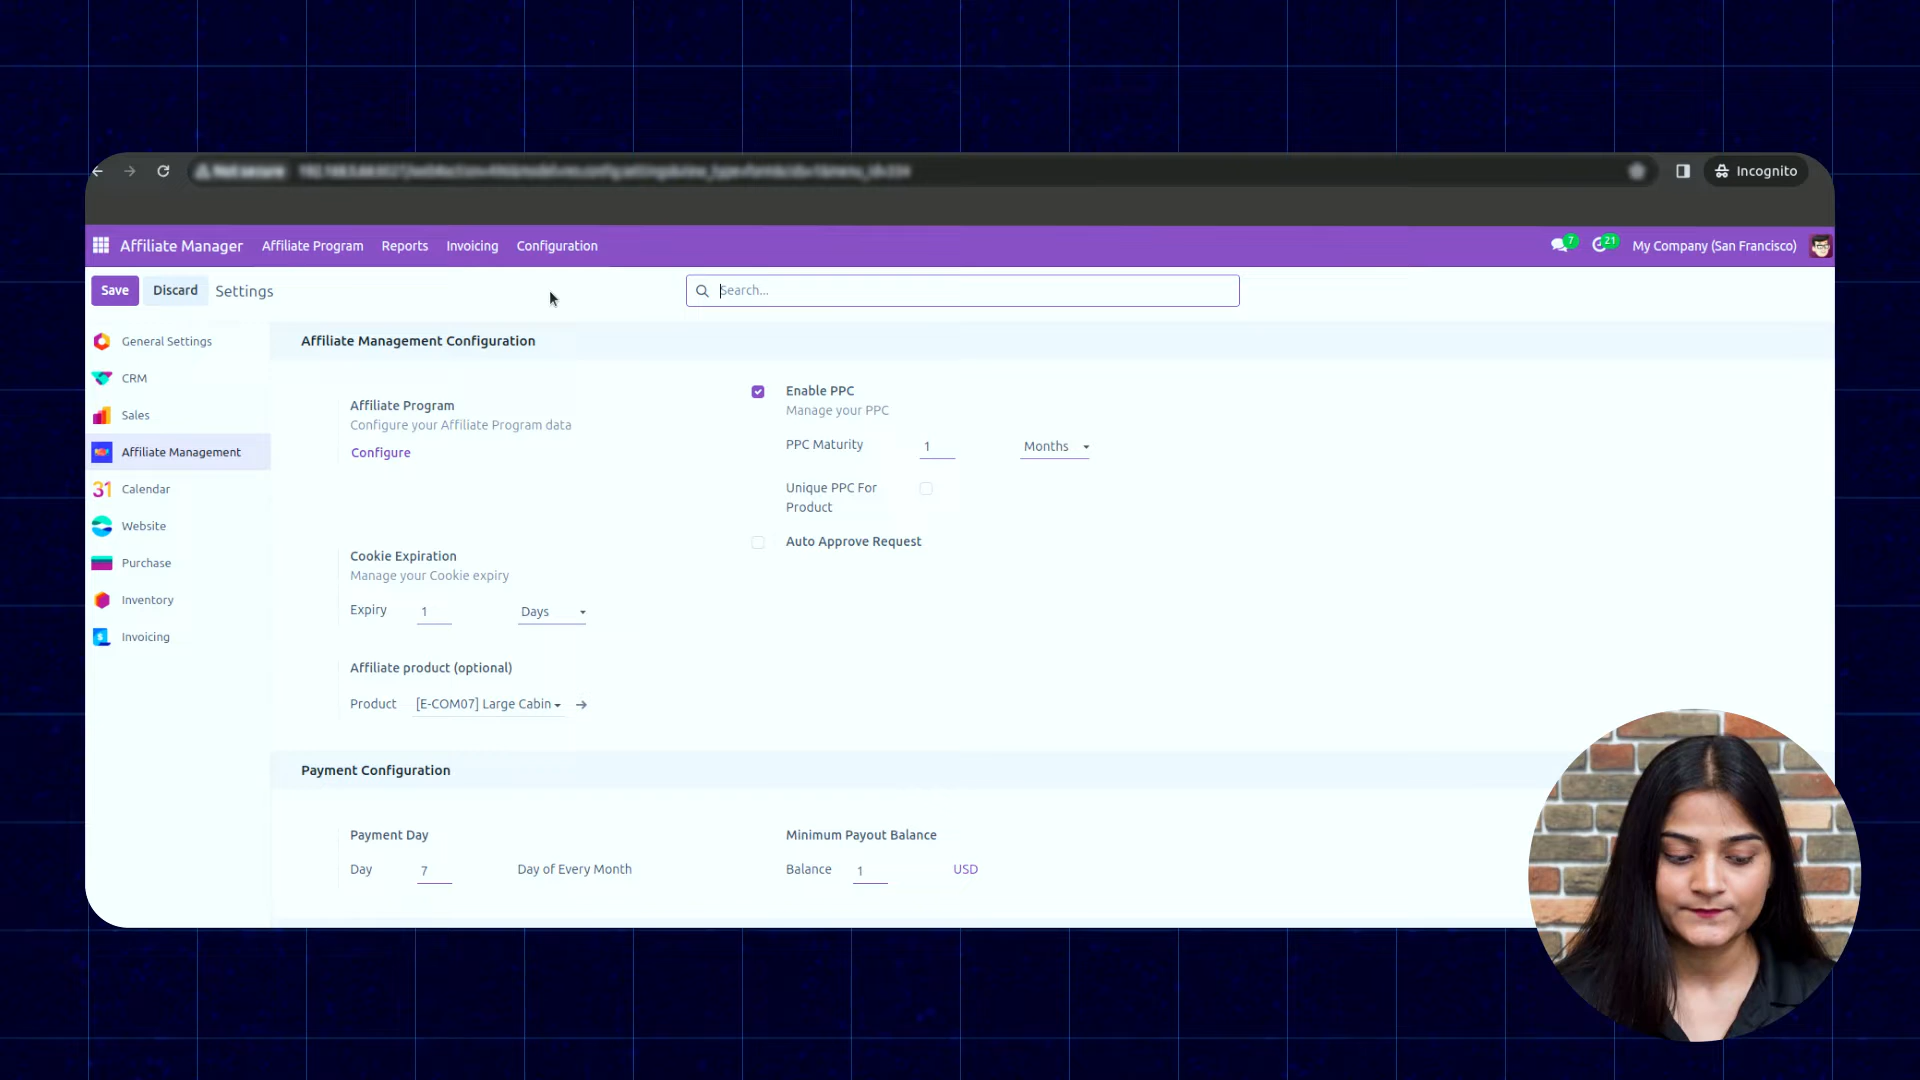 Incognito
Affiliate Manager Affiliate Program Reports Invoicing Configuration 7 21 My Company (San Francisco)
Save Discard Settings Search...
General Settings
CRM
Sales
Affiliate Management
31 Calendar
Website
Purchase
Inventory
$ Invoicing
Affiliate Management Configuration
Affiliate Program
Configure your Affiliate Program data
Configure
Enable PPC
Manage your PPC
PPC Maturity 1 Months
Unique PPC For
Product
Auto Approve Request
Cookie Expiration
Manage your Cookie expiry
Expiry 1 Days
Affiliate product (optional)
Product [E-COM07] Large Cabin
Payment Configuration
Payment Day
Day 7 Day of Every Month
Minimum Payout Balance
Balance 1 USD